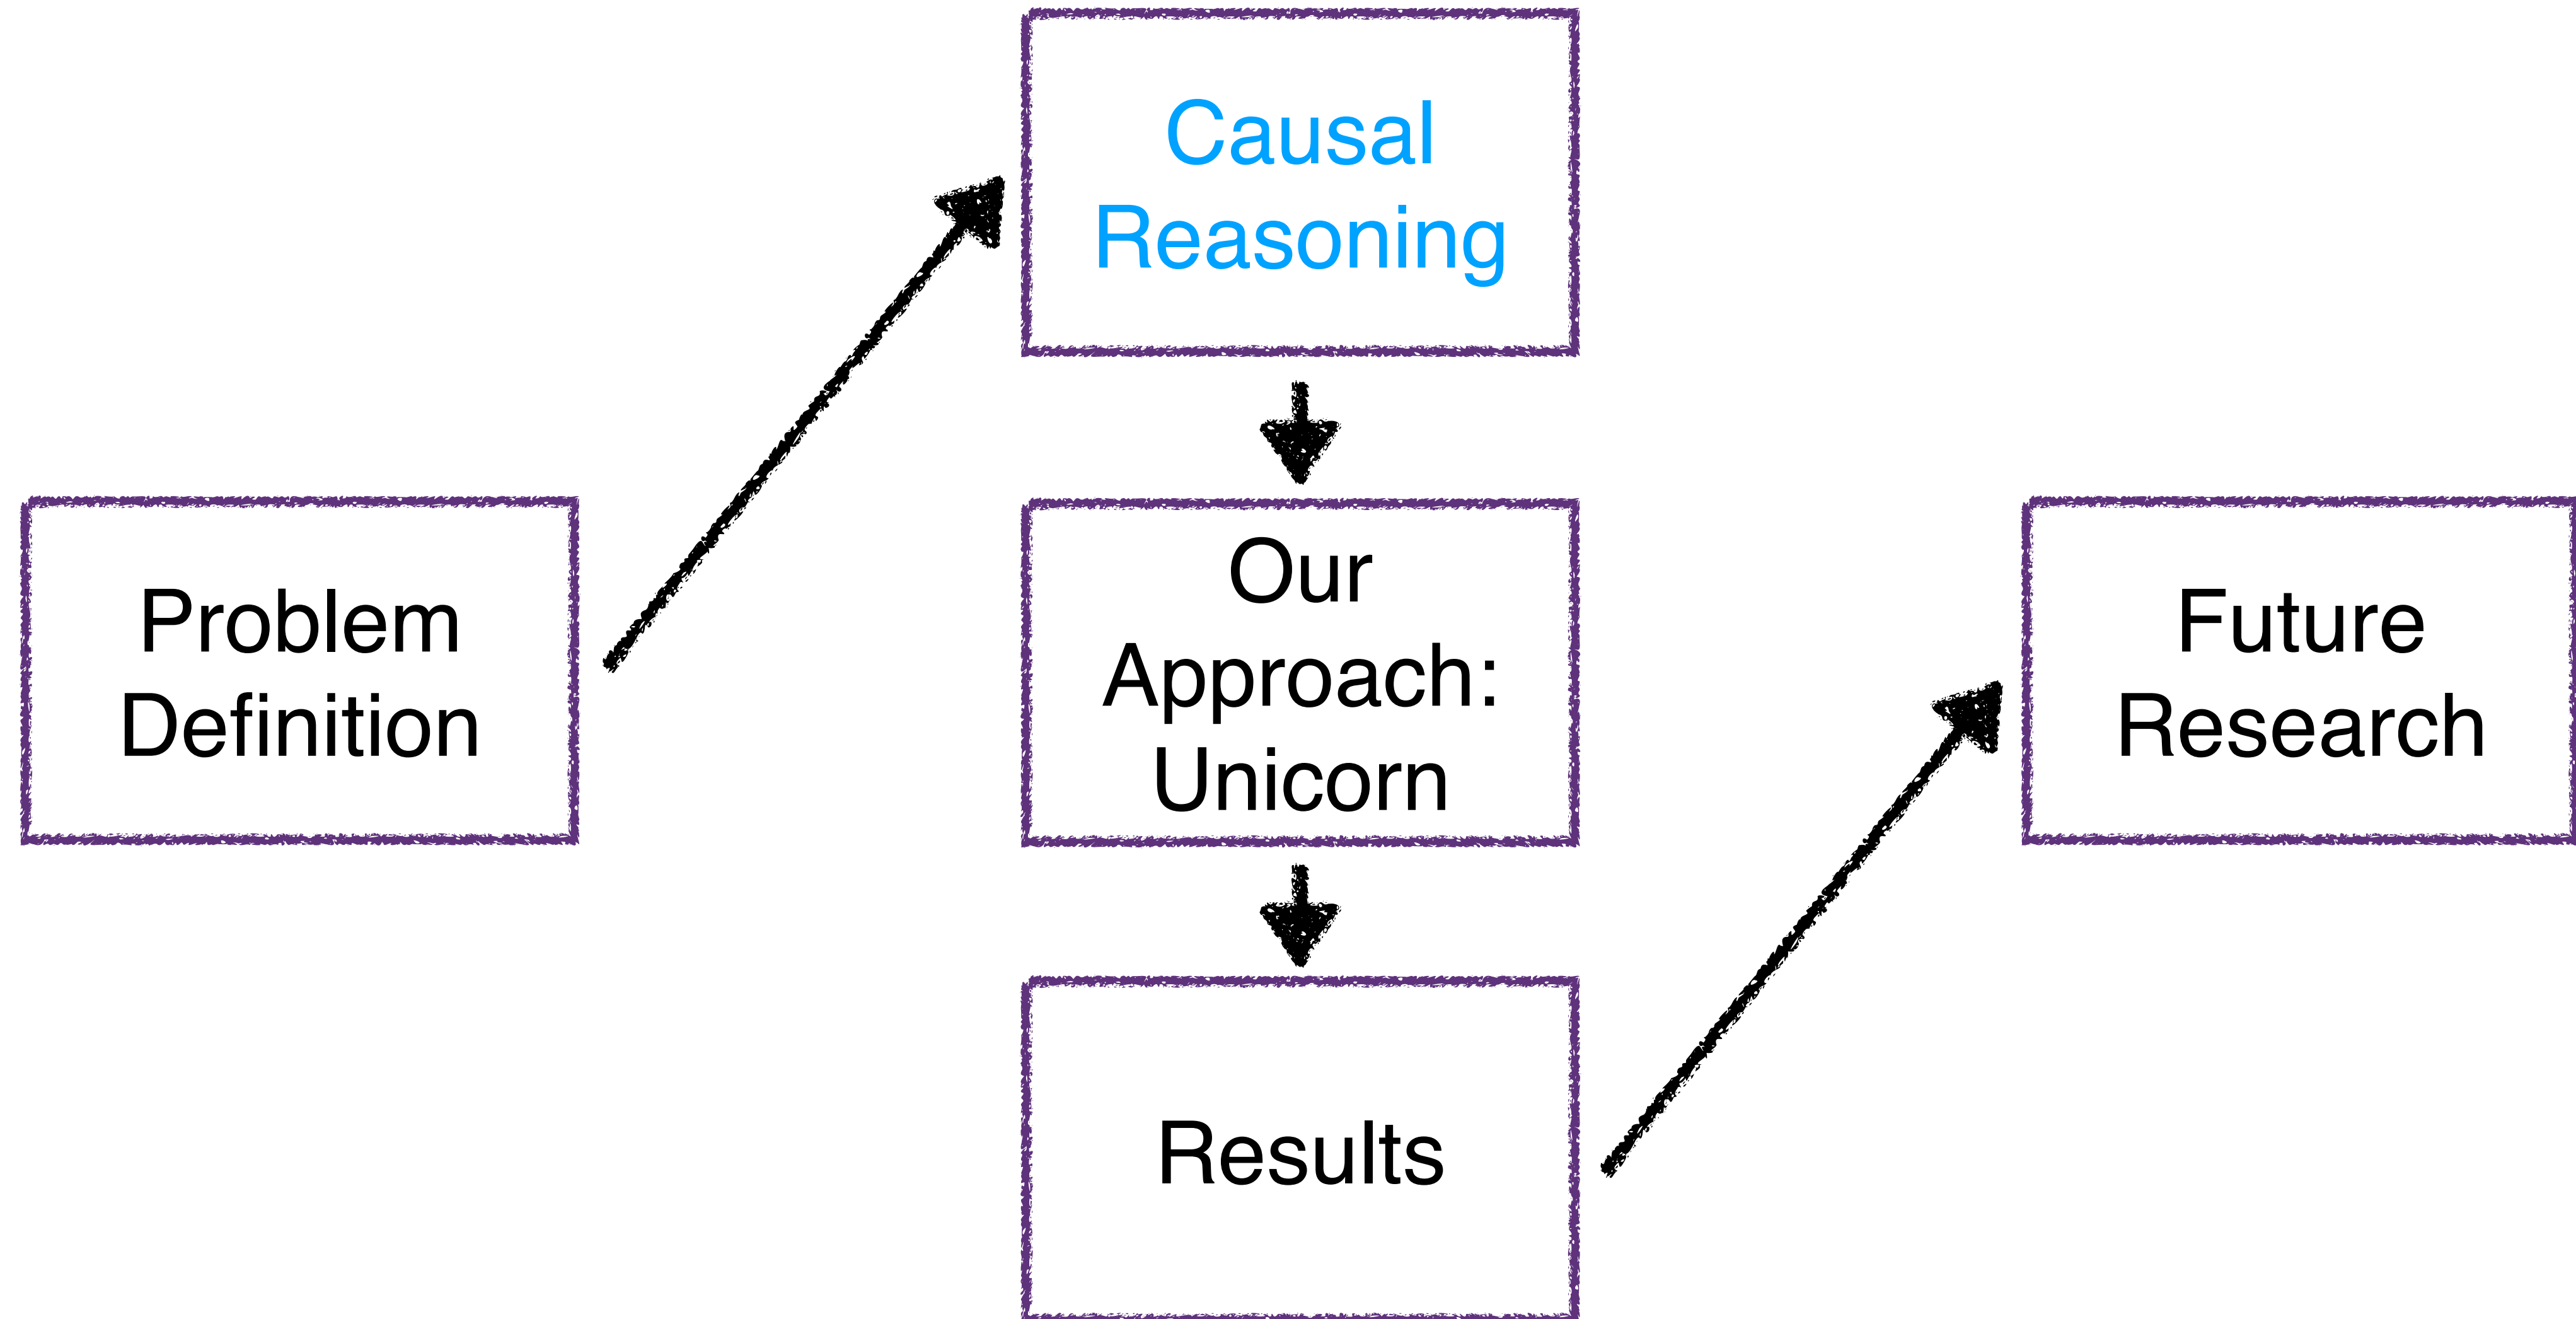 Problem
Definition
Causal
Reasoning
Our
Approach:
Unicorn
Results
Future
Research